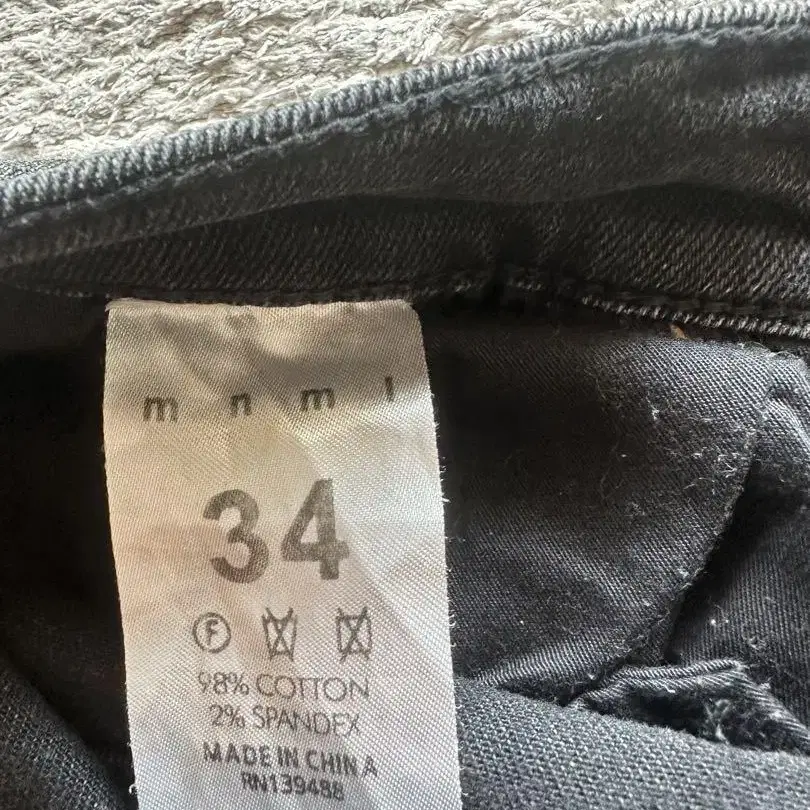 m n m l
34
F
98% COTTON
2% SPANDEX
MADE IN CHINA
RN139488